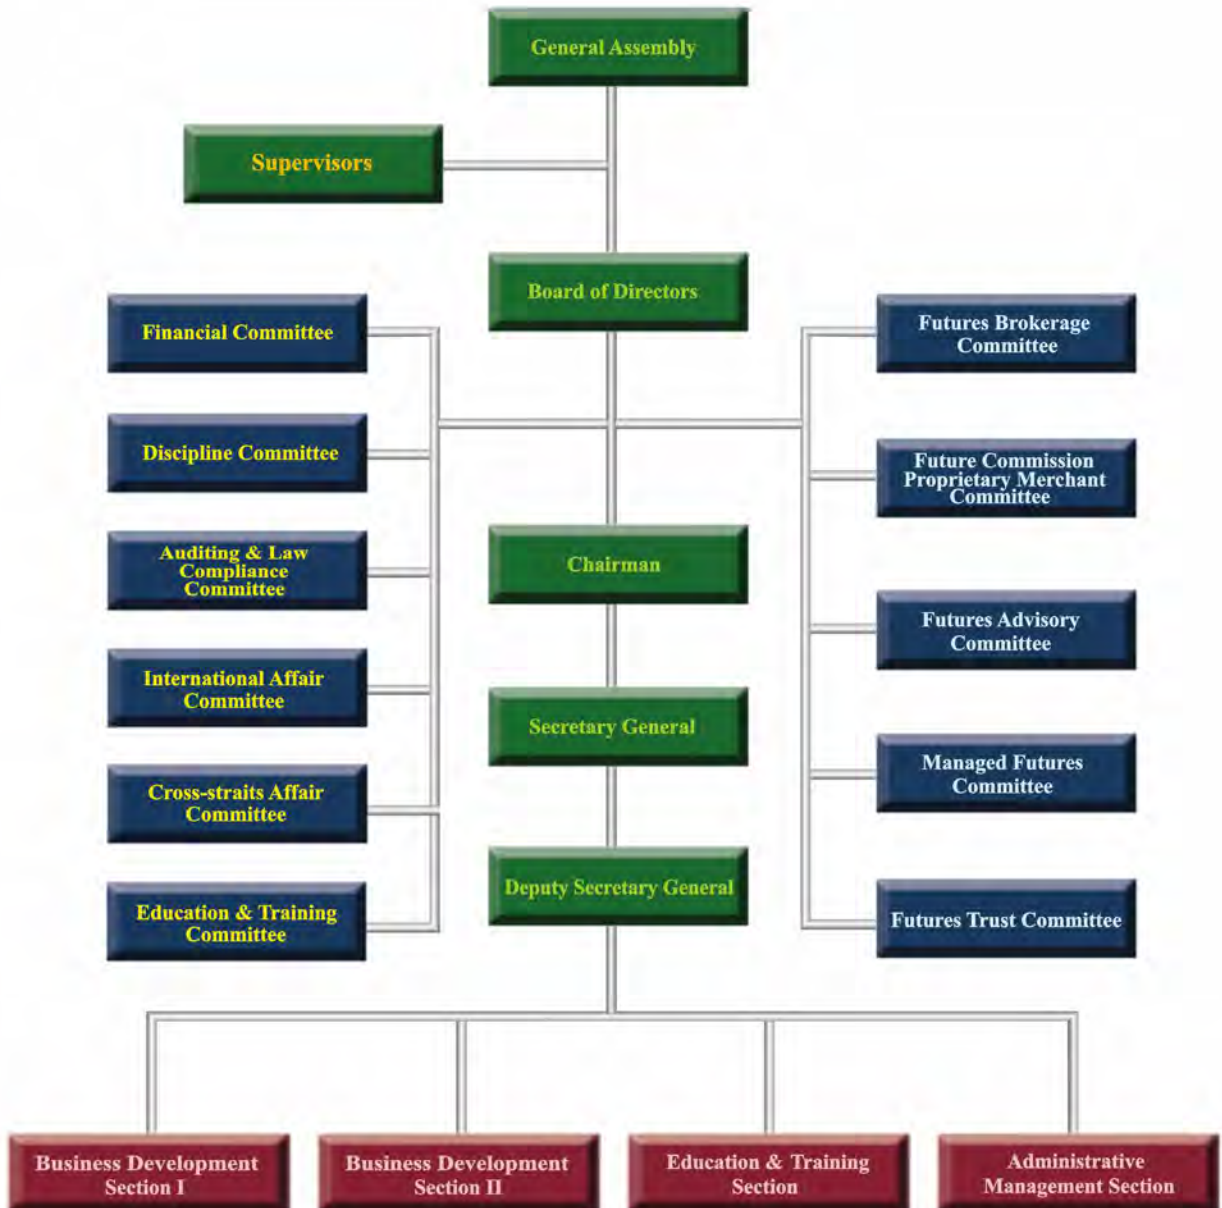 General Assembly
Supervisors
Board of Directors
Financial Committee
Discipline Committee
Auditing & Law
Compliance
Committee
International Affair
Committee
Cross-straits Affair
Committee
Education & Training
Committee
Futures Brokerage
Committee
Future Commission
Proprietary Merchant
Committee
Futures Advisory
Committee
Managed Futures
Committee
Futures Trust Committee
Chairman
Secretary General
Deputy Secretary General
Business Development
Section I
Business Development
Section II
Education & Training
Section
Administrative
Management Section